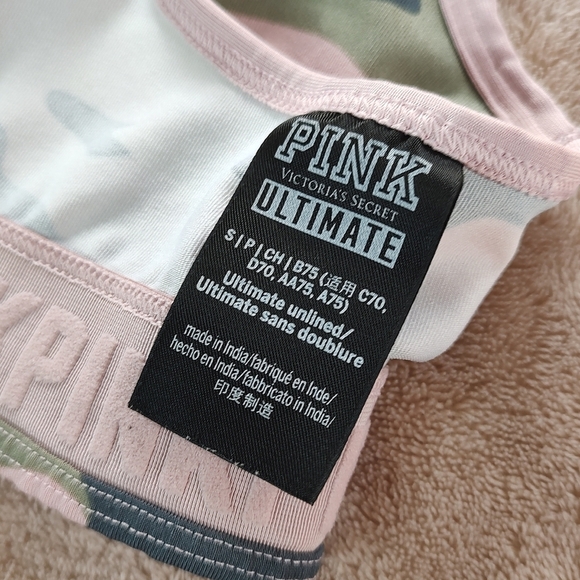 PINK
VICTORIA'S SECRET
ULTIMATE
S | P | CH | B75 (适用 C70,
D70, AA75, A75)
Ultimate unlined/
Ultimate sans doublure
made in India/fabriqué en Inde/
hecho en India/fabbricato in India/
印度制造
PINK